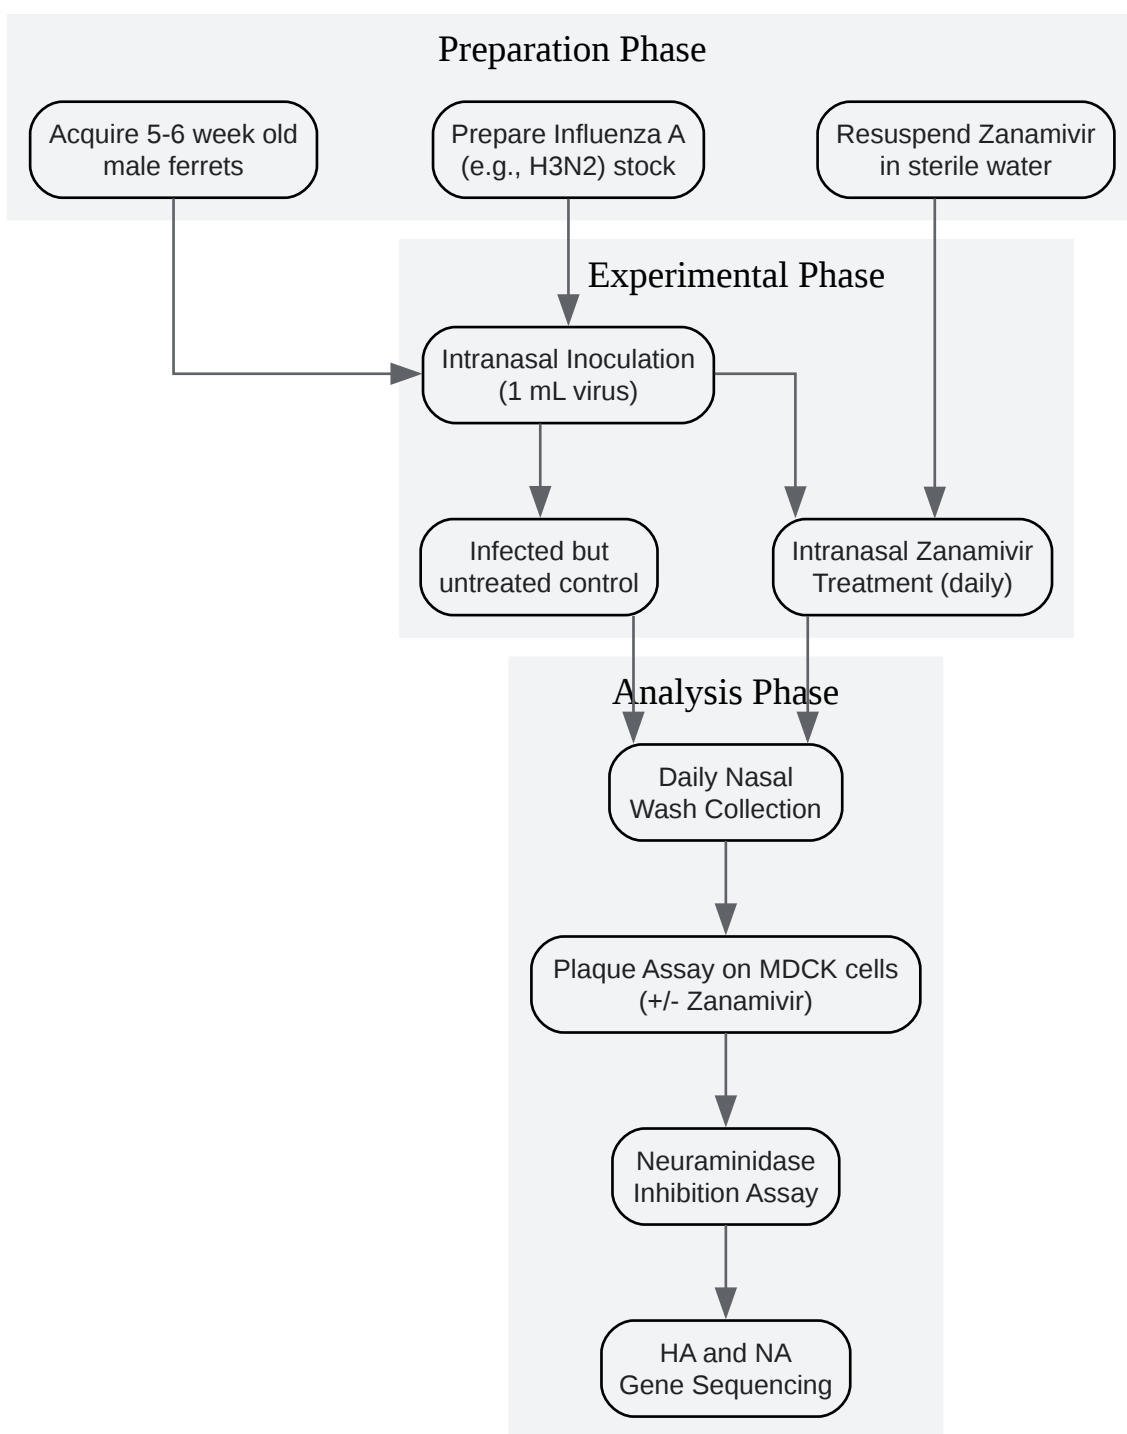 Preparation Phase
Acquire 5-6 week old
male ferrets
Prepare Influenza A
(e.g., H3N2) stock
Resuspend Zanamivir
in sterile water
Experimental Phase
Intranasal Inoculation
(1 mL virus)
Infected but
untreated control
Intranasal Zanamivir
Treatment (daily)
Analysis Phase
Daily Nasal
Wash Collection
Plaque Assay on MDCK cells
(+/- Zanamivir)
Neuraminidase
Inhibition Assay
HA and NA
Gene Sequencing